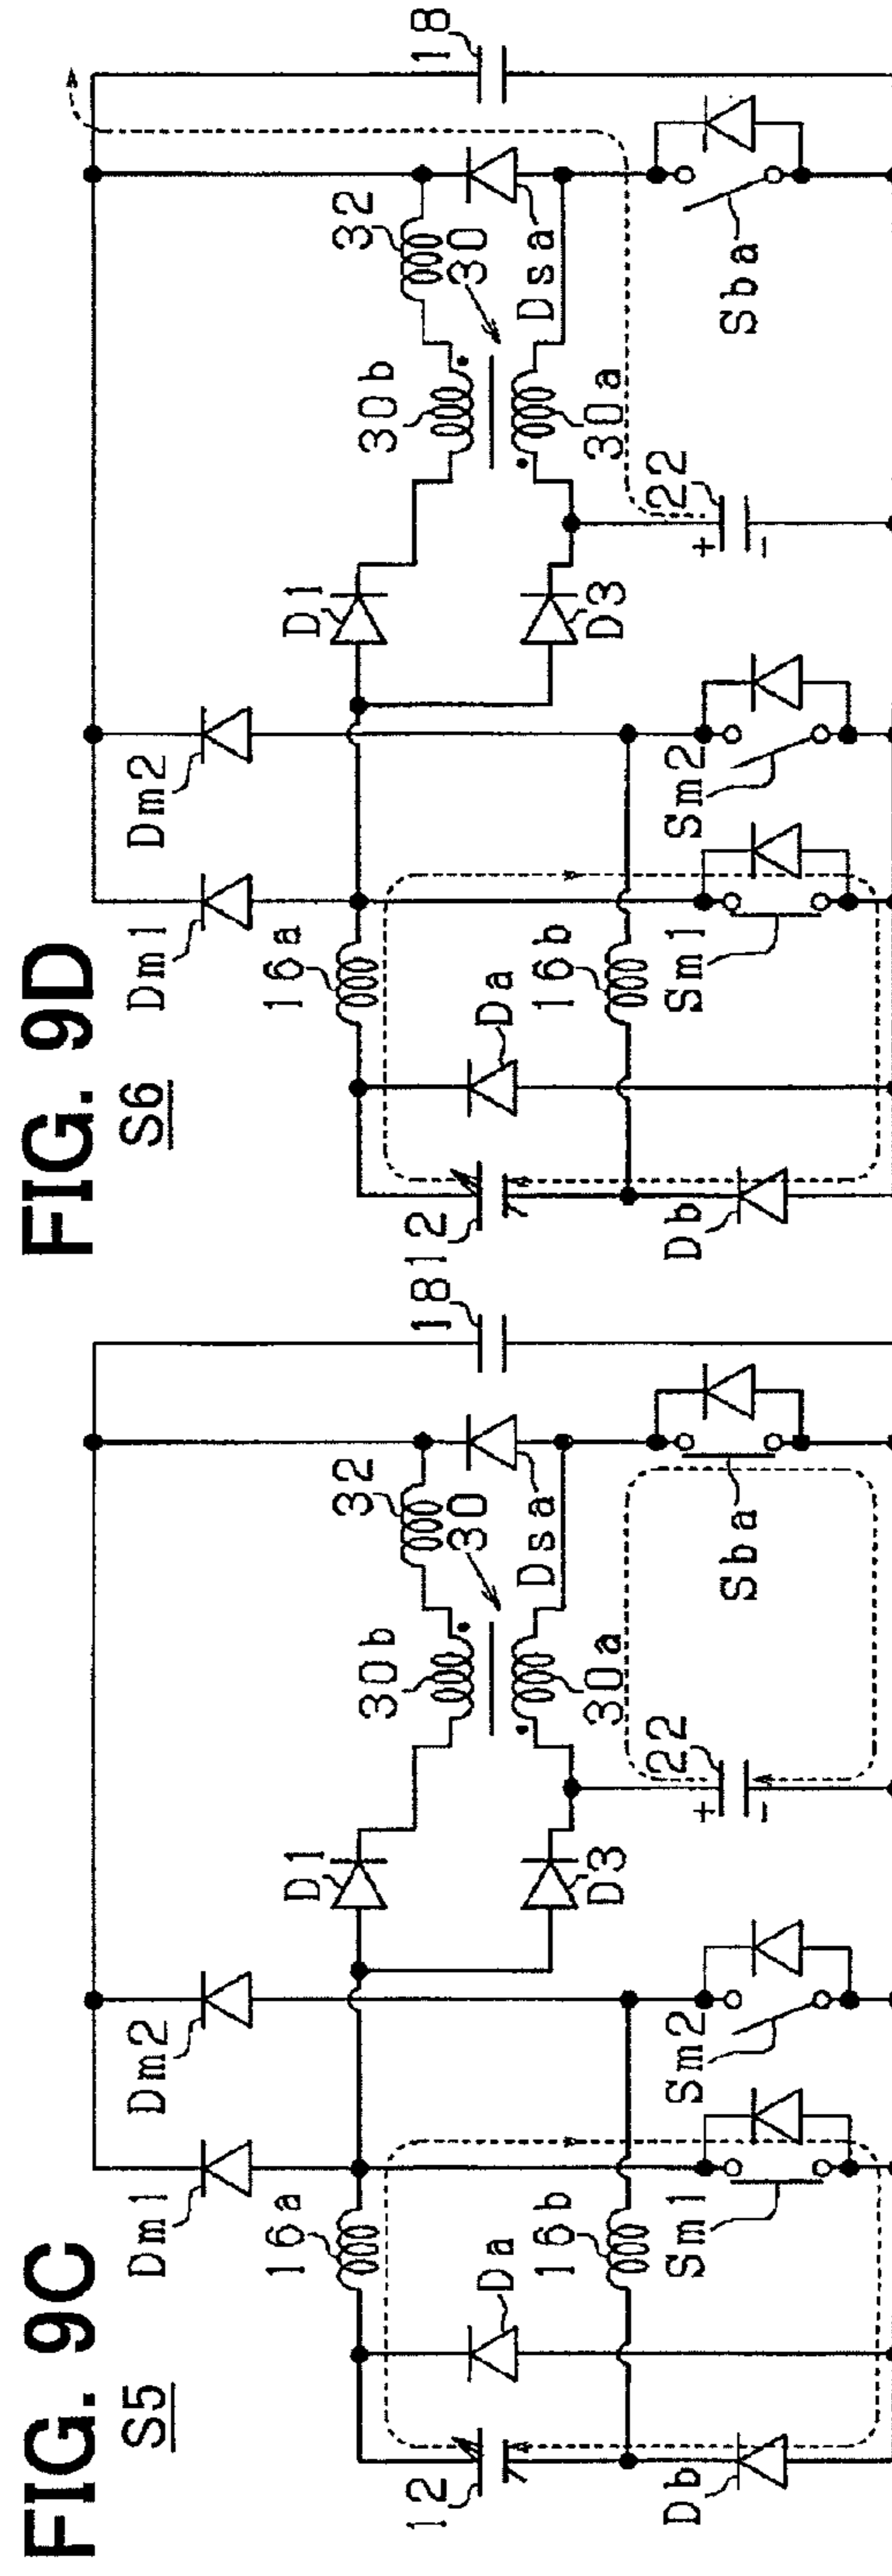 FIG. 9C
S5
Dm1
Dm2
16a
D1
30b
32
18
12
Da
16b
30
Dsa
D3
30a
Db
Sm1
Sm2
+
22
-
Sba
FIG. 9D
S6
Dm1
Dm2
16a
D1
30b
32
18
12
Da
16b
30
Dsa
D3
30a
Db
Sm1
Sm2
+
22
-
Sba